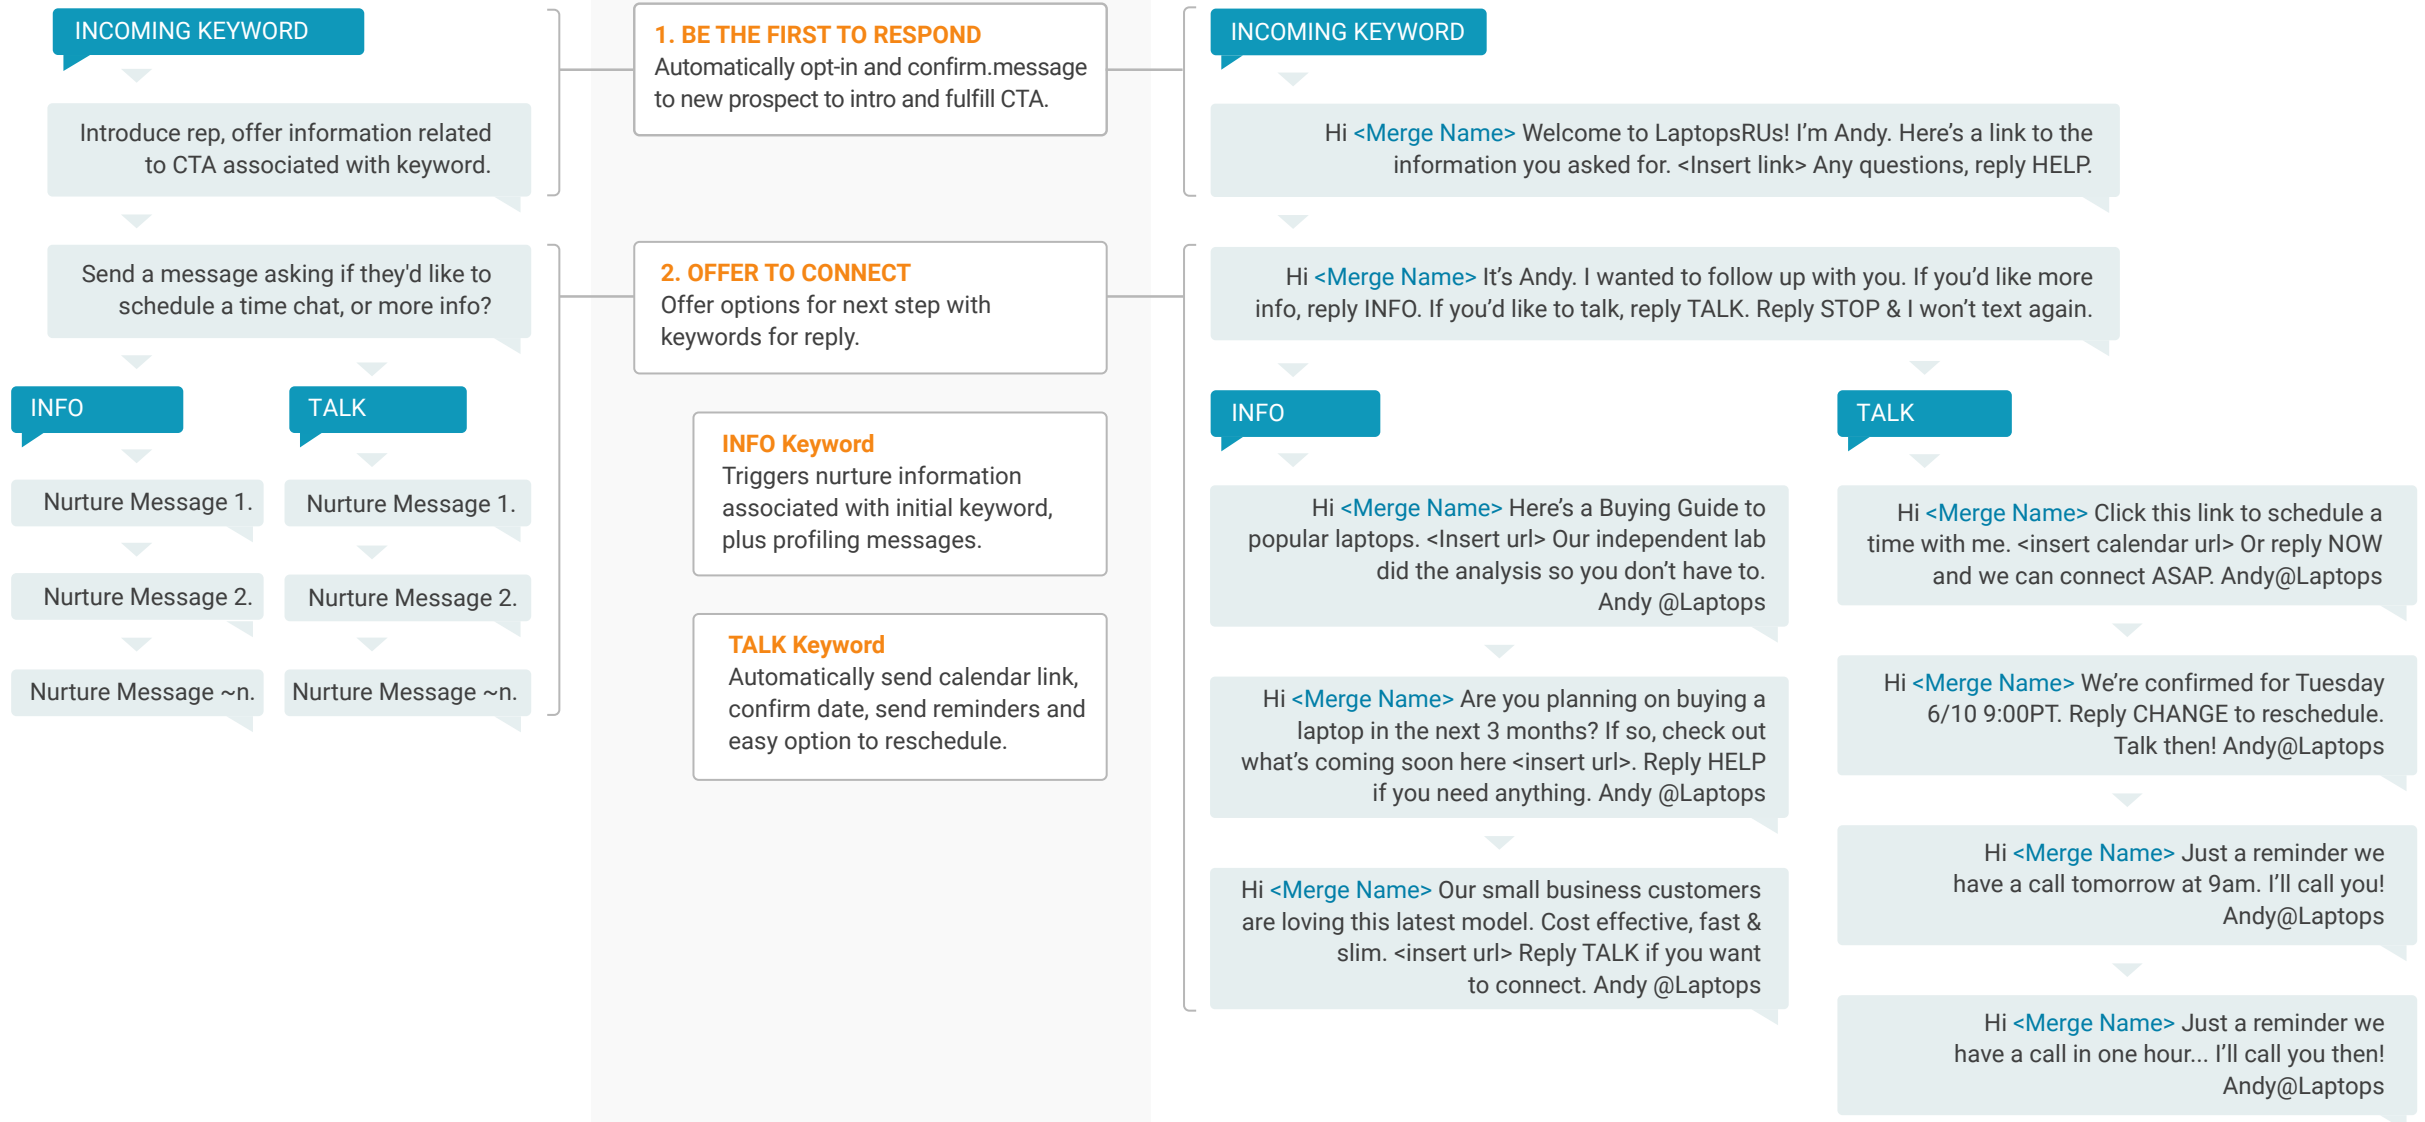 INCOMING KEYWORD
Introduce rep, offer information related
to CTA associated with keyword.
Send a message asking if they'd like to
schedule a time chat, or more info?
INFO
Nurture Message 1.
Nurture Message 2.
Nurture Message ~n.
TALK
Nurture Message 1.
Nurture Message 2.
Nurture Message ~n.
1. BE THE FIRST TO RESPOND
Automatically opt-in and confirm.message
to new prospect to intro and fulfill CTA.
2. OFFER TO CONNECT
Offer options for next step with
keywords for reply.
INFO Keyword
Triggers nurture information
associated with initial keyword,
plus profiling messages.
TALK Keyword
Automatically send calendar link,
confirm date, send reminders and
easy option to reschedule.
INCOMING KEYWORD
Hi <Merge Name> Welcome to LaptopsRUs! I’m Andy. Here’s a link to the
information you asked for. <Insert link> Any questions, reply HELP.
Hi <Merge Name> It’s Andy. I wanted to follow up with you. If you’d like more
info, reply INFO. If you’d like to talk, reply TALK. Reply STOP & I won’t text again.
INFO
Hi <Merge Name> Here’s a Buying Guide to
popular laptops. <Insert url> Our independent lab
did the analysis so you don’t have to.
Andy @Laptops
Hi <Merge Name> Are you planning on buying a
laptop in the next 3 months? If so, check out
what’s coming soon here <insert url>. Reply HELP
if you need anything. Andy @Laptops
Hi <Merge Name> Our small business customers
are loving this latest model. Cost effective, fast &
slim. <insert url> Reply TALK if you want
to connect. Andy @Laptops
TALK
Hi <Merge Name> Click this link to schedule a
time with me. <insert calendar url> Or reply NOW
and we can connect ASAP. Andy@Laptops
Hi <Merge Name> We’re confirmed for Tuesday
6/10 9:00PT. Reply CHANGE to reschedule.
Talk then! Andy@Laptops
Hi <Merge Name> Just a reminder we
have a call tomorrow at 9am. I’ll call you!
Andy@Laptops
Hi <Merge Name> Just a reminder we
have a call in one hour... I’ll call you then!
Andy@Laptops